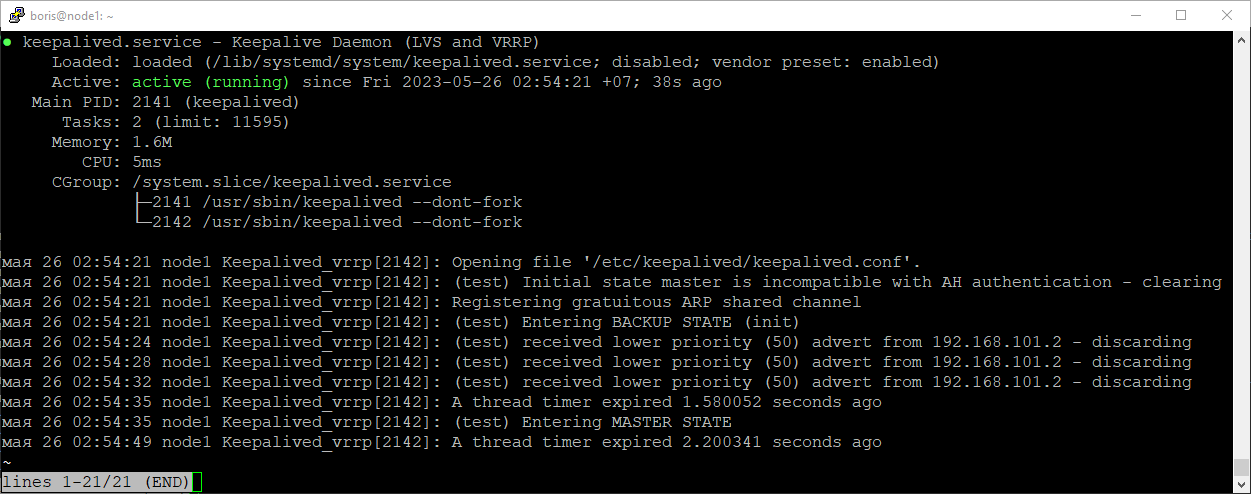 boris@node1: ~
● keepalived.service - Keepalive Daemon (LVS and VRRP)
Loaded: loaded (/lib/systemd/system/keepalived.service; disabled; vendor preset: enabled)
Active: active (running) since Fri 2023-05-26 02:54:21 +07; 38s ago
Main PID: 2141 (keepalived)
Tasks: 2 (limit: 11595)
Memory: 1.6M
CPU: 5ms
CGroup: /system.slice/keepalived.service
├─2141 /usr/sbin/keepalived --dont-fork
└─2142 /usr/sbin/keepalived --dont-fork
мая 26 02:54:21 node1 Keepalived_vrrp[2142]: Opening file '/etc/keepalived/keepalived.conf'.
мая 26 02:54:21 node1 Keepalived_vrrp[2142]: (test) Initial state master is incompatible with AH authentication - clearing
мая 26 02:54:21 node1 Keepalived_vrrp[2142]: Registering gratuitous ARP shared channel
мая 26 02:54:21 node1 Keepalived_vrrp[2142]: (test) Entering BACKUP STATE (init)
мая 26 02:54:24 node1 Keepalived_vrrp[2142]: (test) received lower priority (50) advert from 192.168.101.2 - discarding
мая 26 02:54:28 node1 Keepalived_vrrp[2142]: (test) received lower priority (50) advert from 192.168.101.2 - discarding
мая 26 02:54:32 node1 Keepalived_vrrp[2142]: (test) received lower priority (50) advert from 192.168.101.2 - discarding
мая 26 02:54:35 node1 Keepalived_vrrp[2142]: A thread timer expired 1.580052 seconds ago
мая 26 02:54:35 node1 Keepalived_vrrp[2142]: (test) Entering MASTER STATE
мая 26 02:54:49 node1 Keepalived_vrrp[2142]: A thread timer expired 2.200341 seconds ago
~
lines 1-21/21 (END)